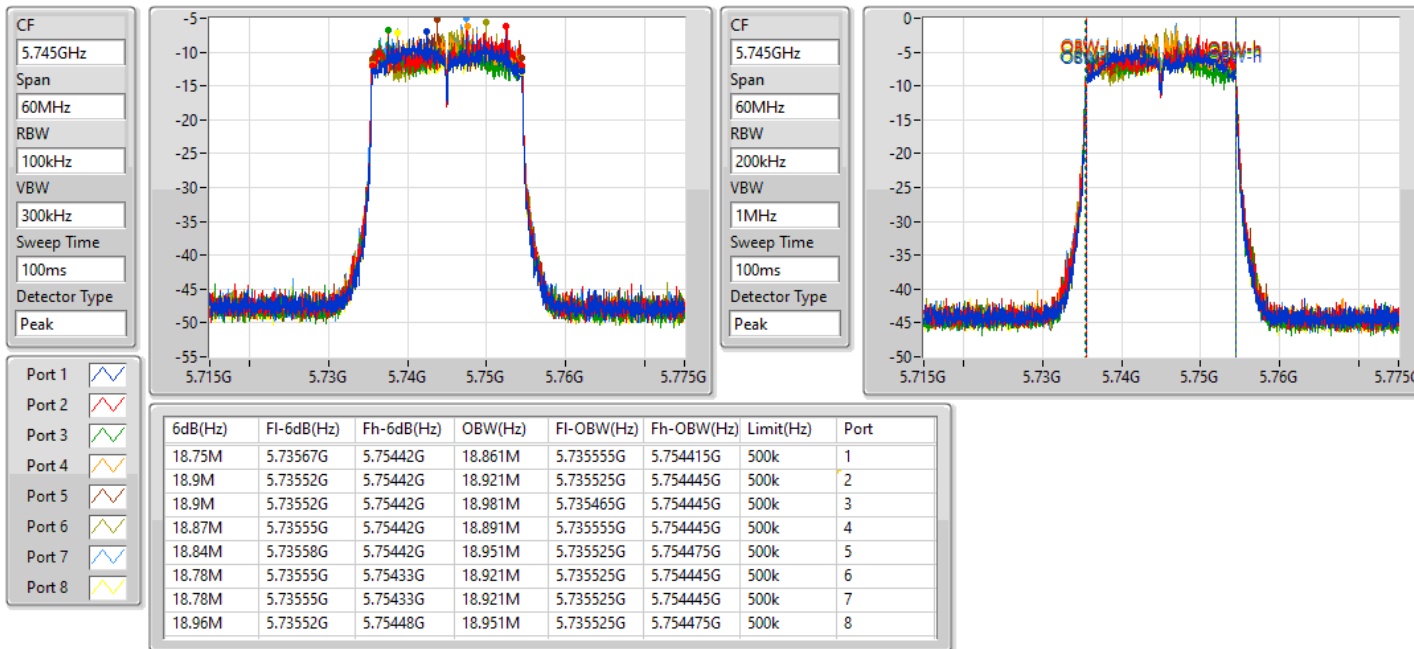 CF
5.745GHz
Span
60MHz
RBW
100kHz
VBW
300kHz
Sweep Time
100ms
Detector Type
Peak
-5
-10
-15
-20
-25
-30
-35
-40
-45
-50
-55
5.715G 5.73G 5.74G 5.75G 5.76G 5.775G
CF
5.745GHz
Span
60MHz
RBW
200kHz
VBW
1MHz
Sweep Time
100ms
Detector Type
Peak
0
-5
-10
-15
-20
-25
-30
-35
-40
-45
-50
OBW-h
5.715G 5.73G 5.74G 5.75G 5.76G 5.775G
Port 1
Port 2
Port 3
Port 4
Port 5
Port 6
Port 7
Port 8
6dB(Hz) Fl-6dB(Hz) Fh-6dB(Hz) OBW(Hz) Fl-OBW(Hz) Fh-OBW(Hz) Limit(Hz) Port
18.75M 5.73567G 5.75442G 18.861M 5.735555G 5.754415G 500k 1
18.9M 5.73552G 5.75442G 18.921M 5.735525G 5.754445G 500k 2
18.9M 5.73552G 5.75442G 18.981M 5.735465G 5.754445G 500k 3
18.87M 5.73555G 5.75442G 18.891M 5.735555G 5.754445G 500k 4
18.84M 5.73558G 5.75442G 18.951M 5.735525G 5.754475G 500k 5
18.78M 5.73555G 5.75433G 18.921M 5.735525G 5.754445G 500k 6
18.78M 5.73555G 5.75433G 18.921M 5.735525G 5.754445G 500k 7
18.96M 5.73552G 5.75448G 18.951M 5.735525G 5.754475G 500k 8